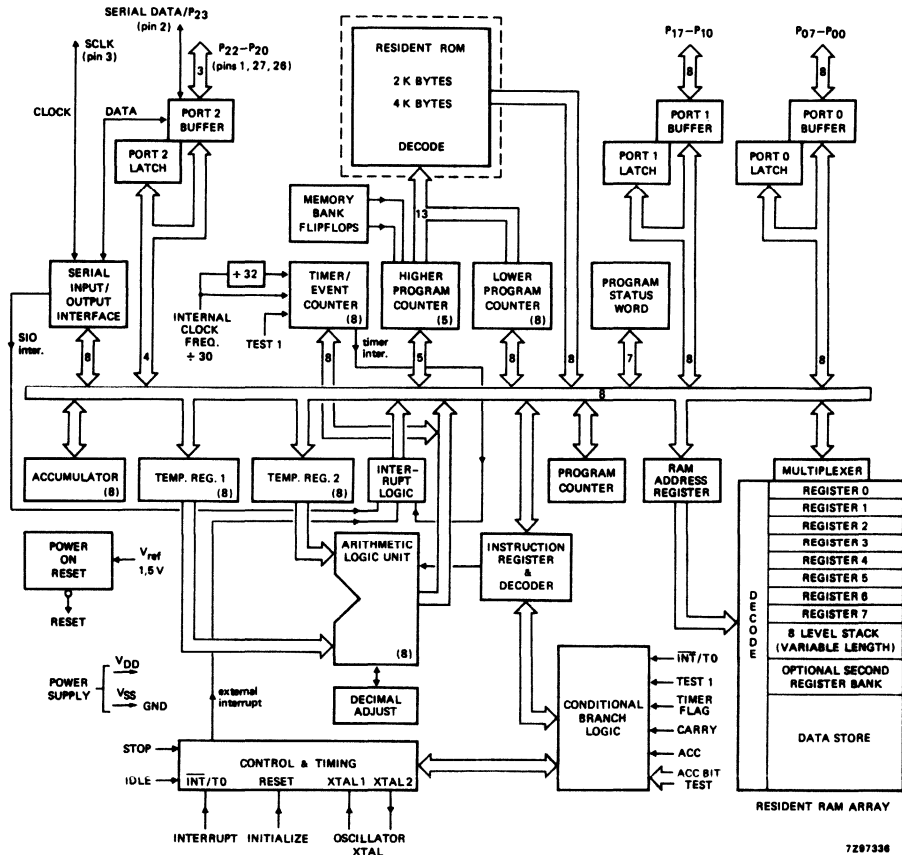 SERIAL DATA/P23
(pin 2)
SCLK
(pin 3)
P22–P20
(pins 1, 27, 26)
3
CLOCK
DATA
PORT 2
BUFFER
PORT 2
LATCH
RESIDENT ROM
2 K BYTES
4 K BYTES
DECODE
P17–P10
8
PORT 1
BUFFER
PORT 1
LATCH
P07–P00
8
PORT 0
BUFFER
PORT 0
LATCH
MEMORY
BANK
FLIPFLOPS
13
SERIAL
INPUT/
OUTPUT
INTERFACE
÷ 32
TIMER/
EVENT
COUNTER
(8)
HIGHER
PROGRAM
COUNTER
(5)
LOWER
PROGRAM
COUNTER
(8)
PROGRAM
STATUS
WORD
INTERNAL
CLOCK
FREQ.
÷ 30
TEST 1
timer
inter.
SIO
inter.
8
4
8
5
8
8
7
8
8
8
ACCUMULATOR
(8)
TEMP. REG. 1
(8)
TEMP. REG. 2
(8)
INTER-
RUPT
LOGIC
PROGRAM
COUNTER
RAM
ADDRESS
REGISTER
MULTIPLEXER
POWER
ON
RESET
Vref
1,5 V
RESET
ARITHMETIC
LOGIC UNIT
(8)
INSTRUCTION
REGISTER
&
DECODER
DECODE
REGISTER 0
REGISTER 1
REGISTER 2
REGISTER 3
REGISTER 4
REGISTER 5
REGISTER 6
REGISTER 7
8 LEVEL STACK
(VARIABLE LENGTH)
OPTIONAL SECOND
REGISTER BANK
DATA STORE
RESIDENT RAM ARRAY
POWER
SUPPLY
VDD
VSS
GND
external
interrupt
DECIMAL
ADJUST
CONDITIONAL
BRANCH
LOGIC
INT/T0
TEST 1
TIMER
FLAG
CARRY
ACC
ACC BIT
TEST
STOP
IDLE
CONTROL & TIMING
INT/T0 RESET XTAL 1 XTAL 2
INTERRUPT
INITIALIZE
OSCILLATOR
XTAL
7Z97336